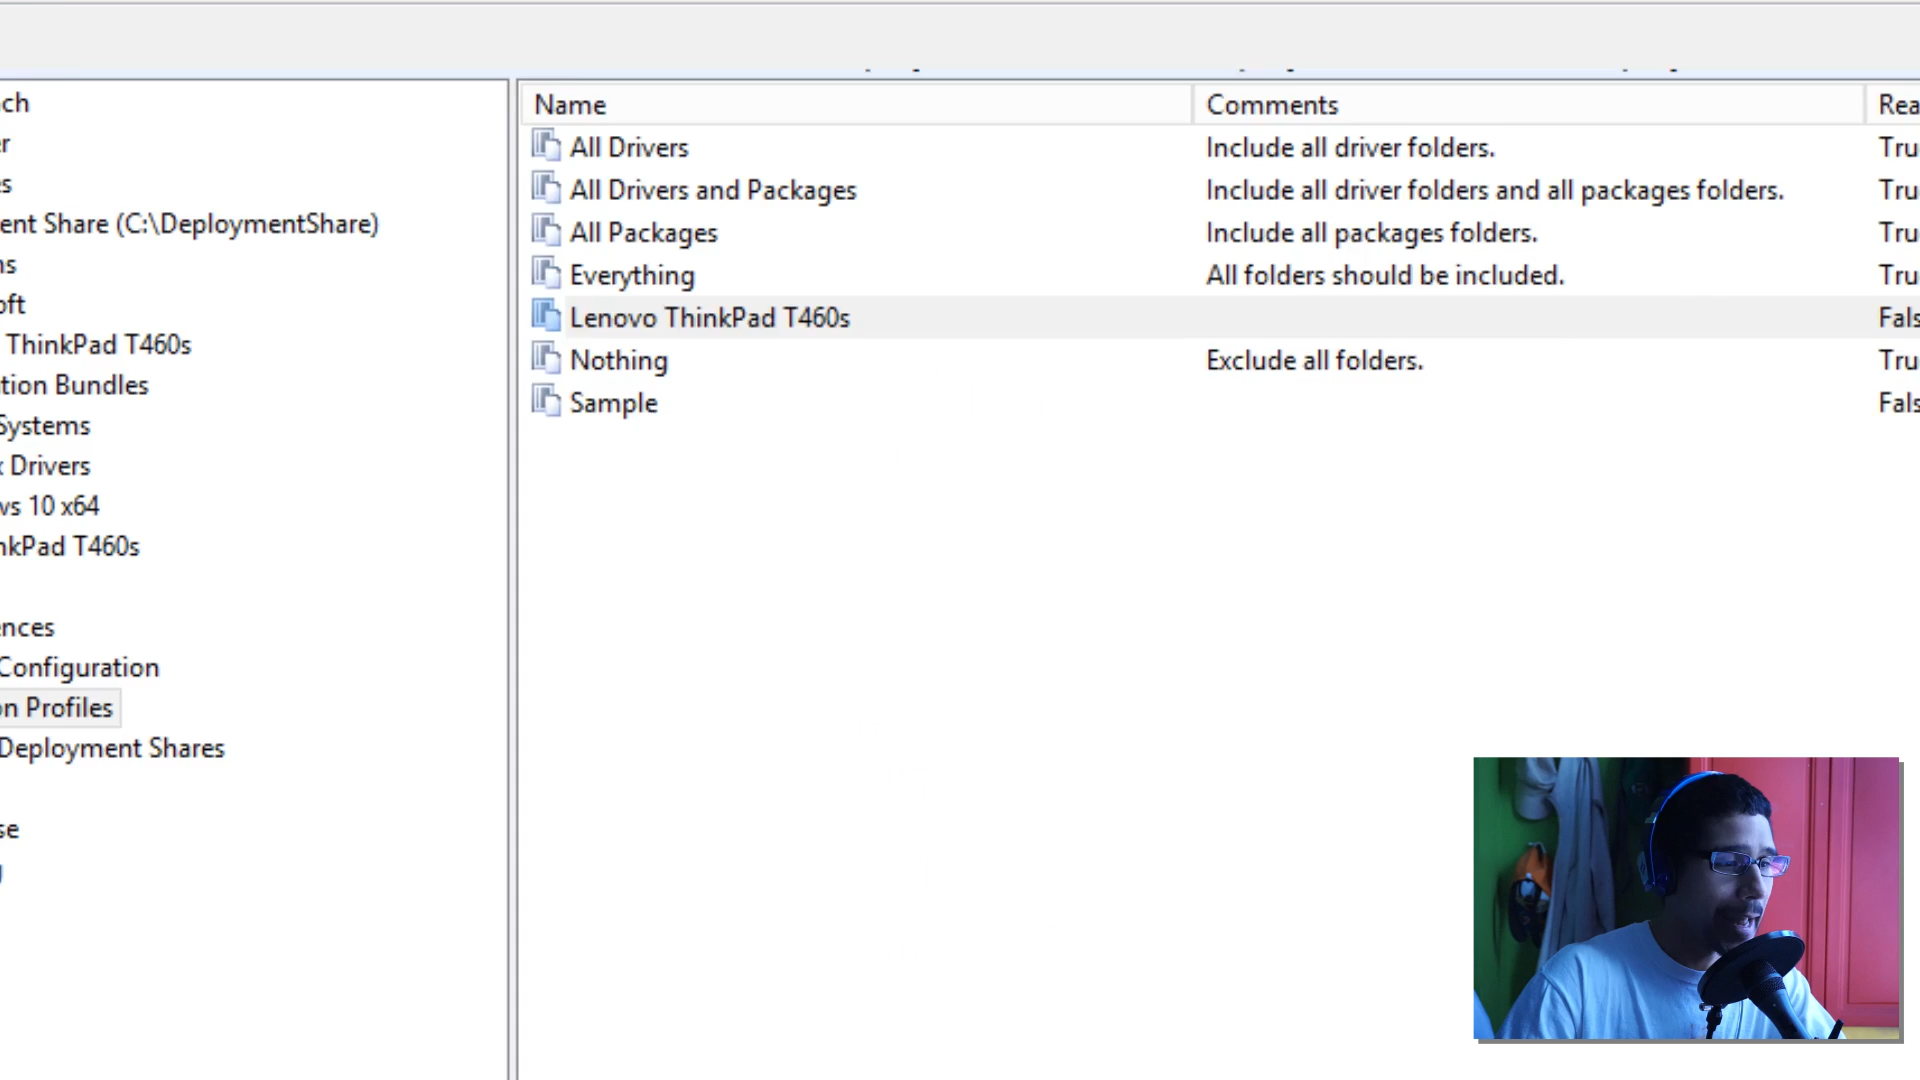 Name Comments Rea
All Drivers Include all driver folders. Tru
All Drivers and Packages Include all driver folders and all packages folders. Tru
All Packages Include all packages folders. Tru
Everything All folders should be included. Tru
Lenovo ThinkPad T460s Fals
Nothing Exclude all folders. Tru
Sample Fals
ch
r
s
ent Share (C:\DeploymentShare)
ns
oft
ThinkPad T460s
tion Bundles
Systems
x Drivers
ws 10 x64
nkPad T460s
ences
Configuration
on Profiles
Deployment Shares
se